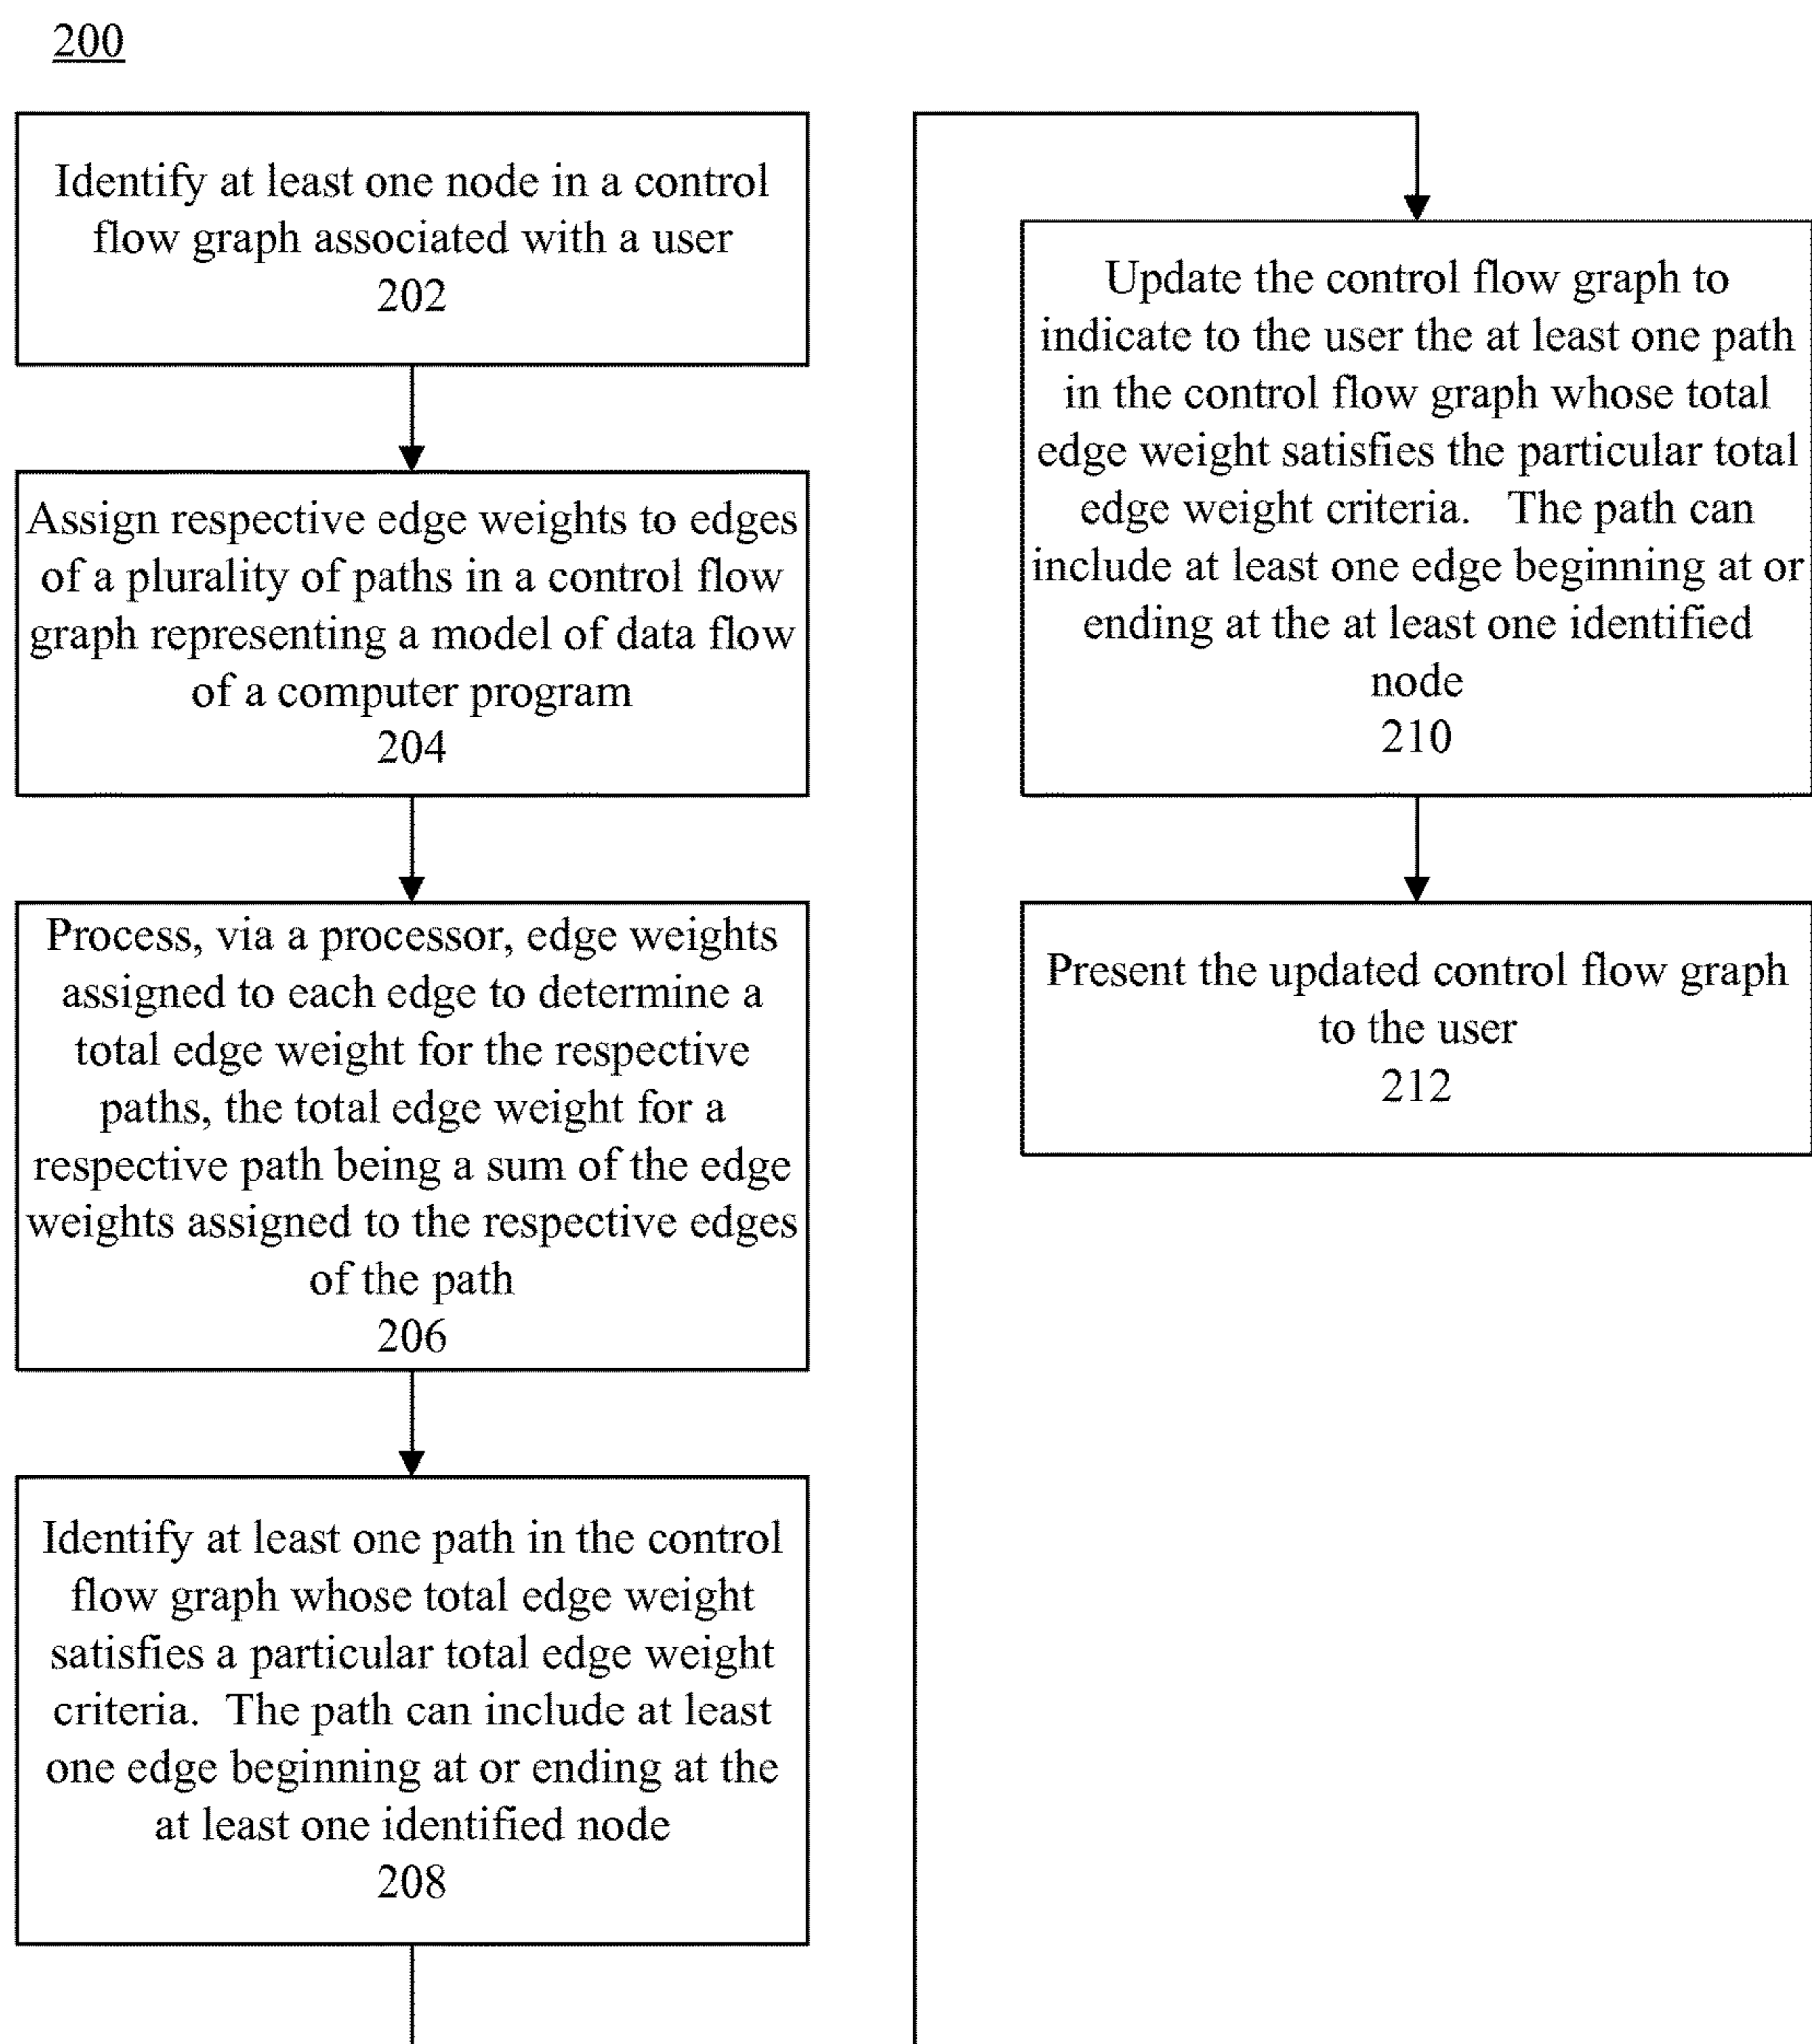 200
Identify at least one node in a control
flow graph associated with a user
202
Assign respective edge weights to edges
of a plurality of paths in a control flow
graph representing a model of data flow
of a computer program
204
Process, via a processor, edge weights
assigned to each edge to determine a
total edge weight for the respective
paths, the total edge weight for a
respective path being a sum of the edge
weights assigned to the respective edges
of the path
206
Identify at least one path in the control
flow graph whose total edge weight
satisfies a particular total edge weight
criteria.  The path can include at least
one edge beginning at or ending at the
at least one identified node
208
Update the control flow graph to
indicate to the user the at least one path
in the control flow graph whose total
edge weight satisfies the particular total
edge weight criteria.  The path can
include at least one edge beginning at or
ending at the at least one identified
node
210
Present the updated control flow graph
to the user
212